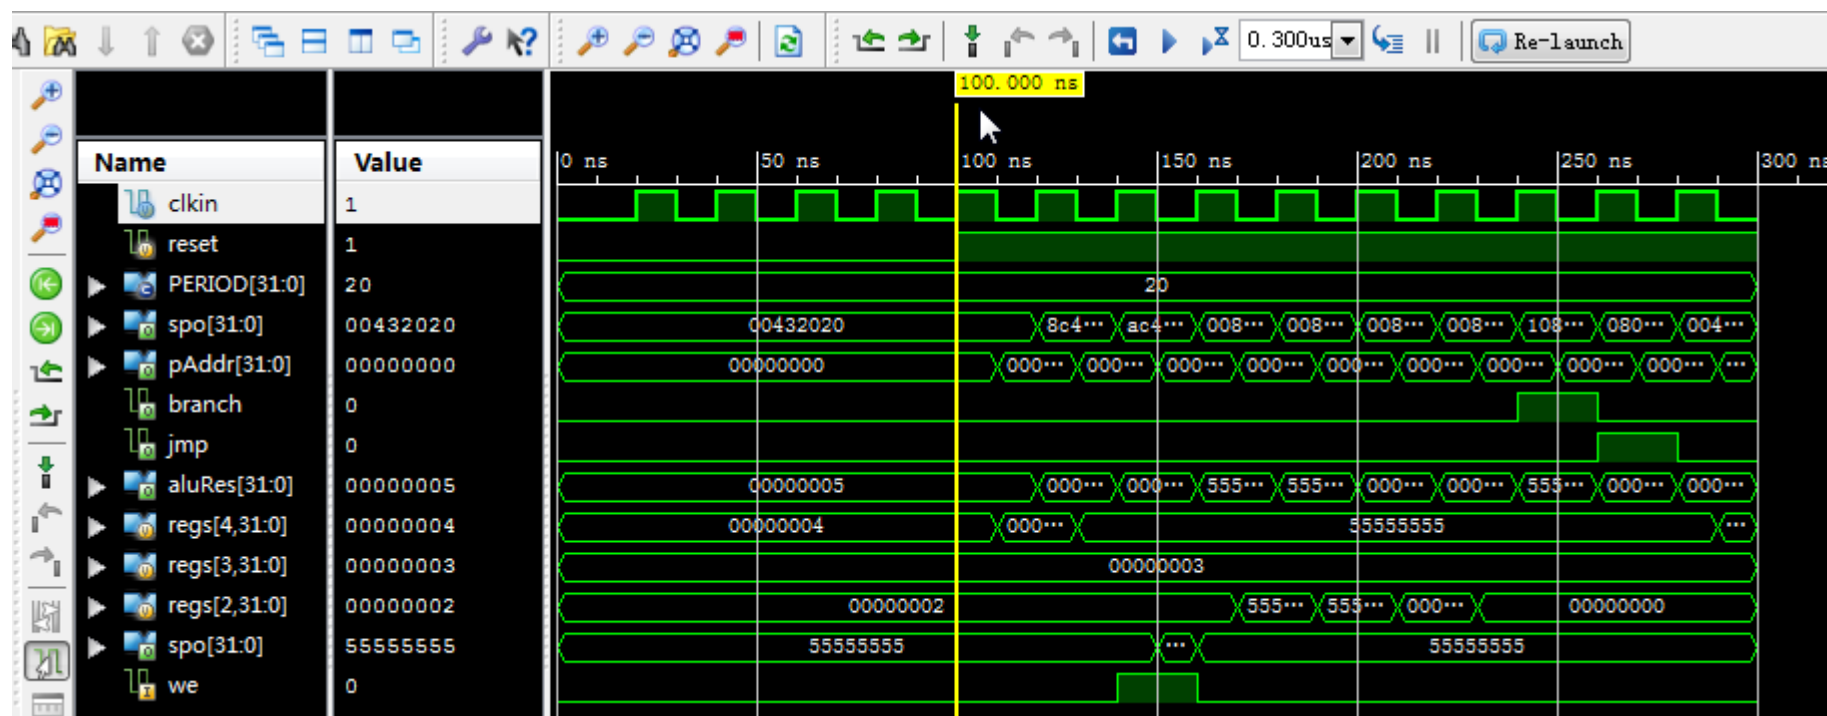 0.300us Re-launch
100.000 ns
Name Value
0 ns 50 ns 100 ns 150 ns 200 ns 250 ns 300 ns
clkin 1
reset 1
PERIOD[31:0] 20 20
spo[31:0] 00432020 00432020 8c4··· ac4··· 008··· 008··· 008··· 008··· 108··· 080··· 004···
pAddr[31:0] 00000000 00000000 000··· 000··· 000··· 000··· 000··· 000··· 000··· 000··· 000··· ···
branch 0
jmp 0
aluRes[31:0] 00000005 00000005 000··· 000··· 555··· 555··· 000··· 000··· 555··· 000··· 000···
regs[4,31:0] 00000004 00000004 000··· 55555555 ···
regs[3,31:0] 00000003 00000003
regs[2,31:0] 00000002 00000002 555··· 555··· 000··· 00000000
spo[31:0] 55555555 55555555 ··· 55555555
we 0